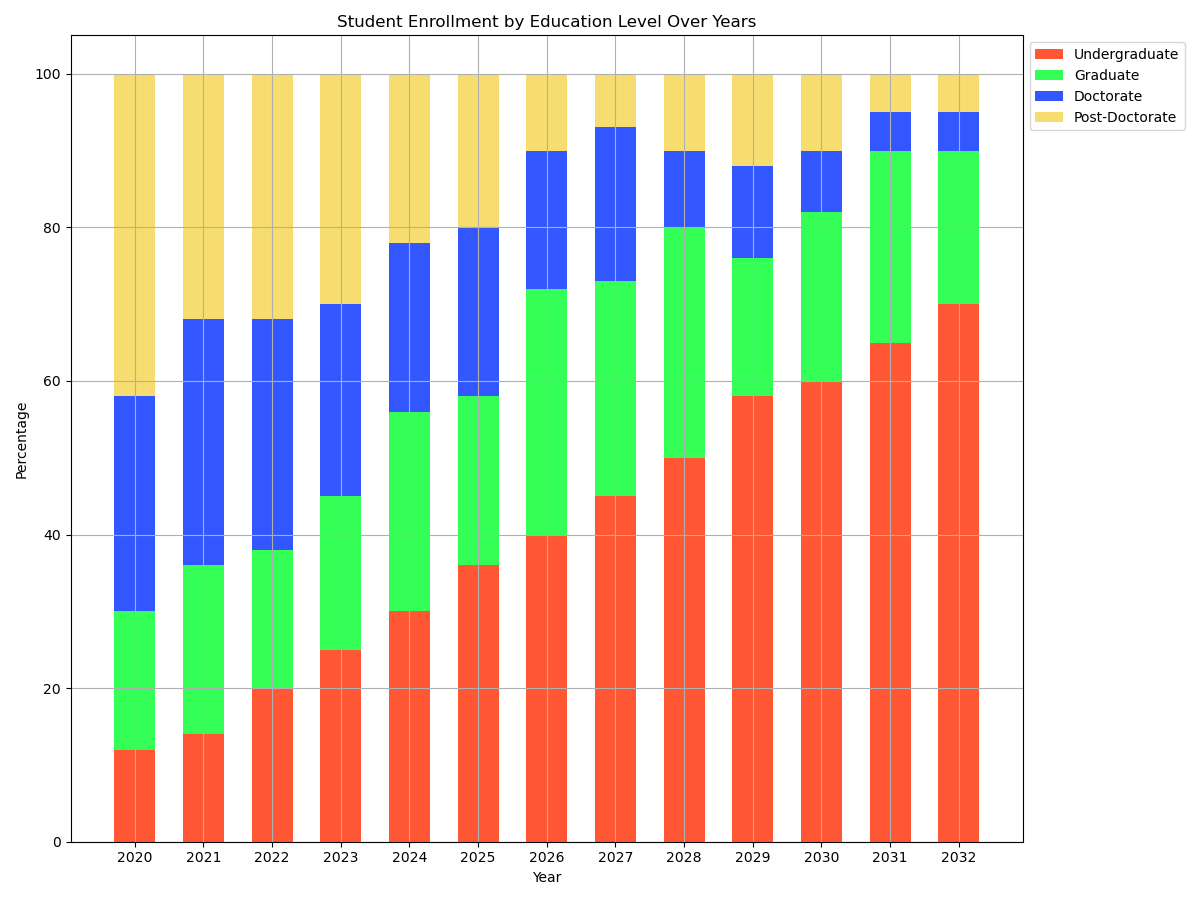 Student Enrollment by Education Level Over Years
Undergraduate
Graduate
Doctorate
Post-Doctorate
Percentage
100
80
60
40
20
0
2020 2021 2022 2023 2024 2025 2026 2027 2028 2029 2030 2031 2032
Year